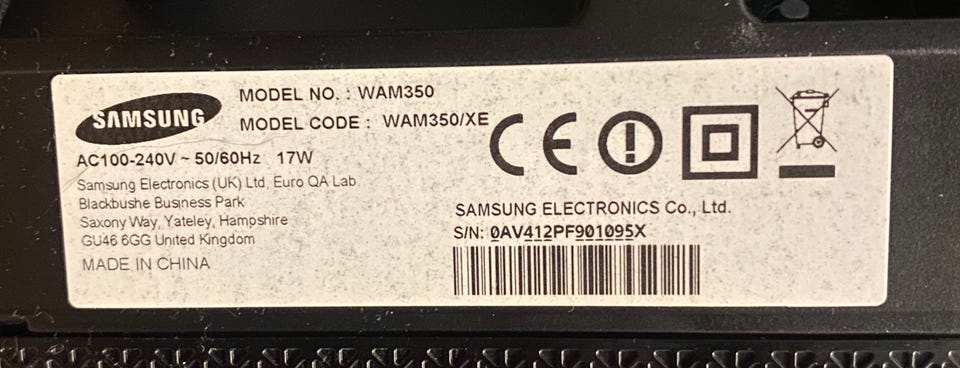 SAMSUNG
MODEL NO. : WAM350
MODEL CODE : WAM350/XE
AC100-240V ~ 50/60Hz 17W
Samsung Electronics (UK) Ltd, Euro QA Lab
Blackbushe Business Park
Saxony Way, Yateley, Hampshire
GU46 6GG United Kingdom
MADE IN CHINA
CE
SAMSUNG ELECTRONICS Co., Ltd.
S/N: 0AV412PF901095X